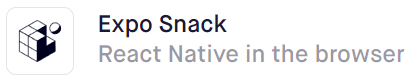 Expo Snack
React Native in the browser